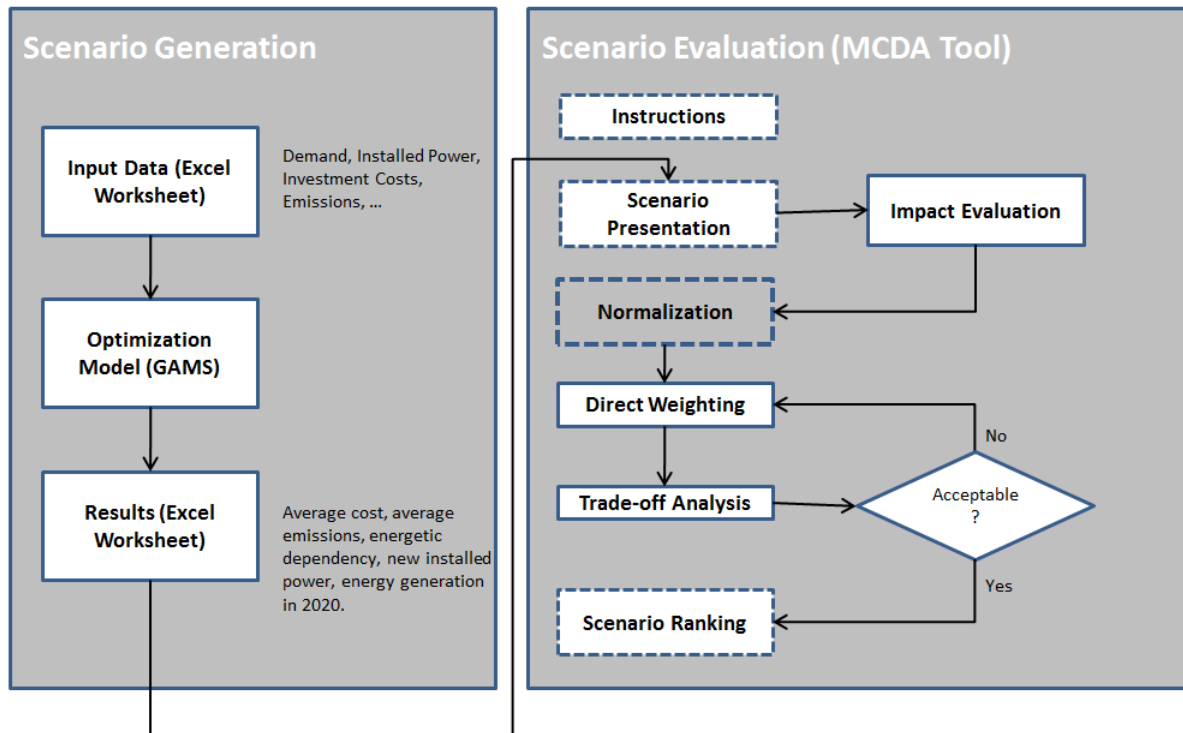 Scenario Generation
Input Data (Excel
Worksheet)
Demand, Installed Power,
Investment Costs,
Emissions, ...
Optimization
Model (GAMS)
Results (Excel
Worksheet)
Average cost, average
emissions, energetic
dependency, new installed
power, energy generation
in 2020.
Scenario Evaluation (MCDA Tool)
Instructions
Scenario
Presentation
Impact Evaluation
Normalization
Direct Weighting
No
Trade-off Analysis
Acceptable
?
Yes
Scenario Ranking